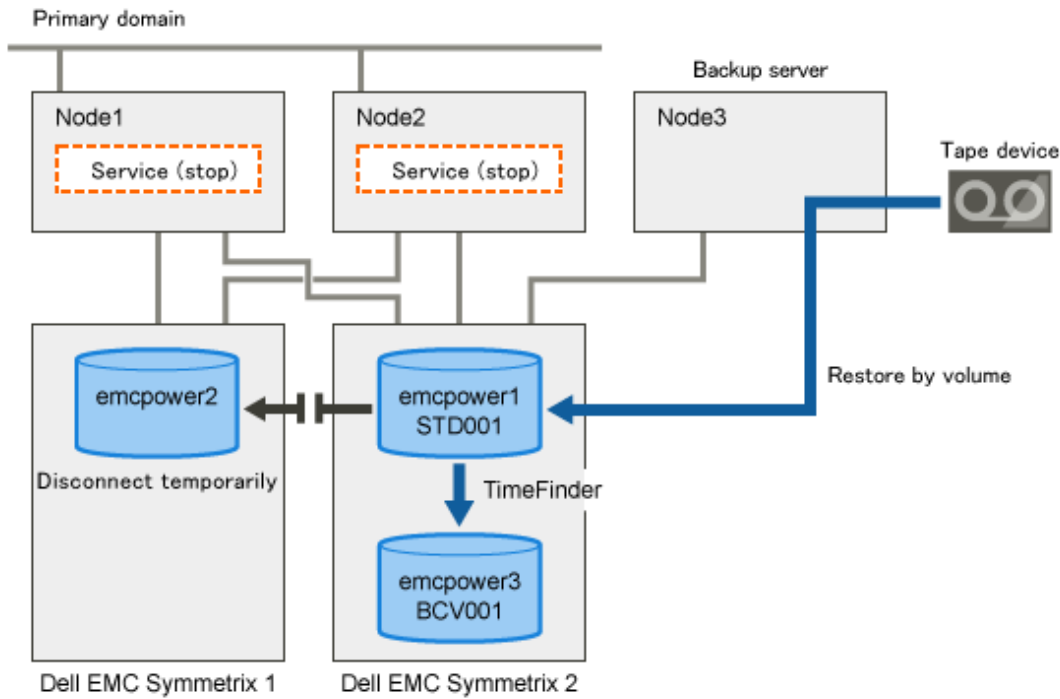 Primary domain
Backup server
Node1
Node2
Node3
Service (stop)
Service (stop)
Tape device
emcpower2
emcpower1
STD001
Restore by volume
Disconnect temporarily
TimeFinder
emcpower3
BCV001
Dell EMC Symmetrix 1
Dell EMC Symmetrix 2